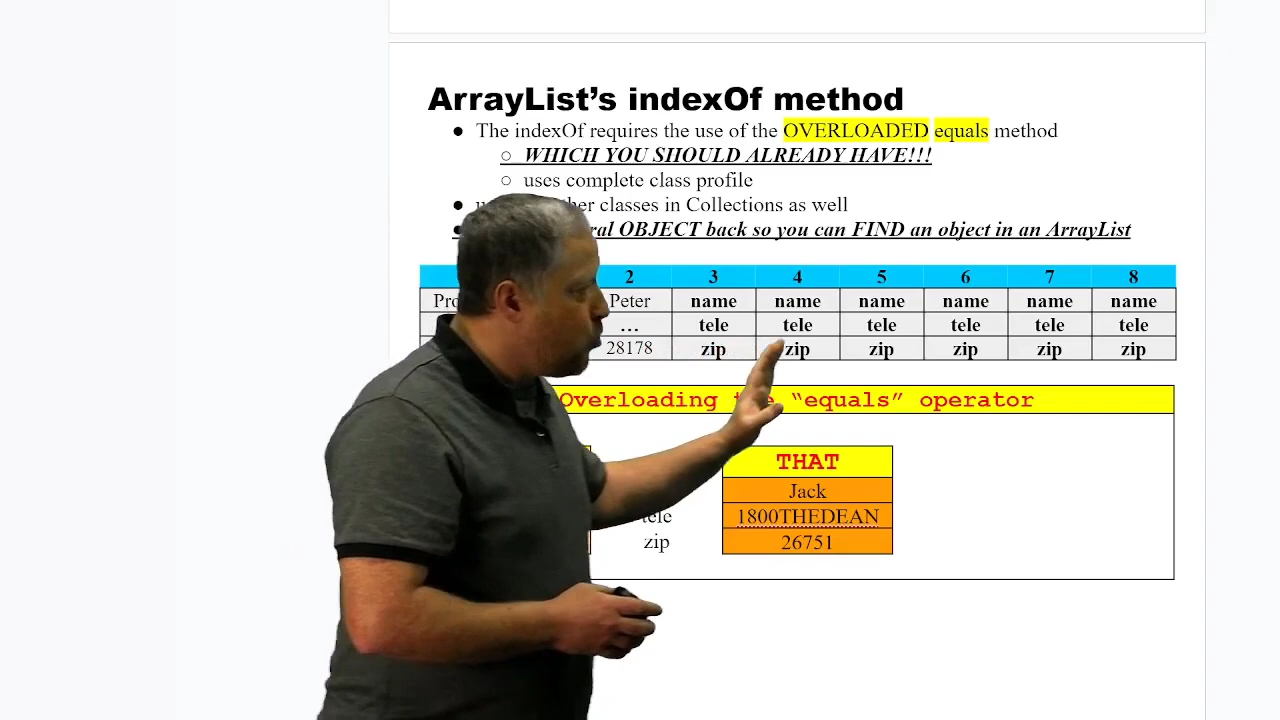 ArrayList’s indexOf method
● The indexOf requires the use of the OVERLOADED equals method
○ WHICH YOU SHOULD ALREADY HAVE!!!
○ uses complete class profile
● classes in Collections as well
OBJECT back so you can FIND an object in an ArrayList
2 3 4 5 6 7 8
Peter name name name name name name
… tele tele tele tele tele tele
28178 zip zip zip zip zip zip
Overloading “equals” operator
THAT
Jack
tele 1800THEDEAN
zip 26751